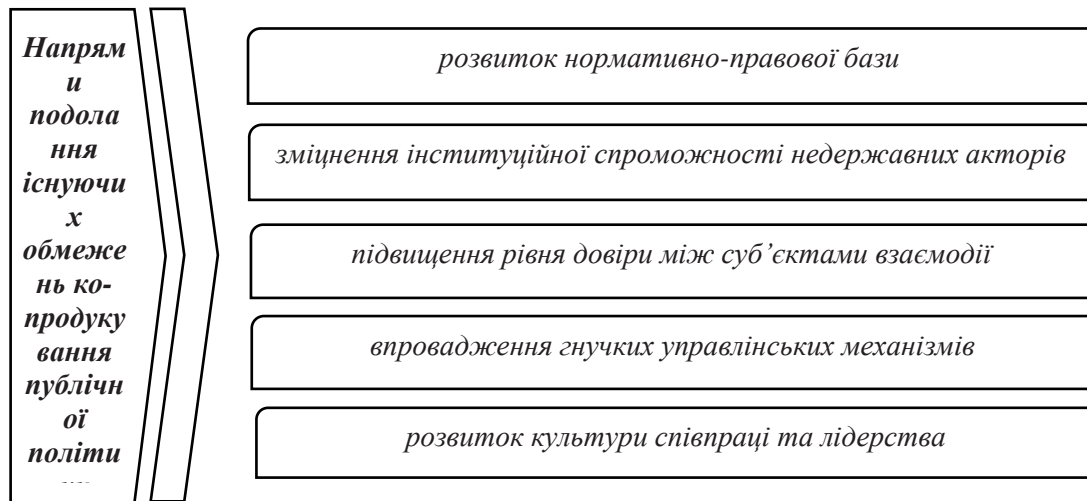 Напрям
и
подола
ння
існуючи
х
обмеже
нь ко-
продуку
вання
публічн
ої
політи
розвиток нормативно-правової бази
зміцнення інституційної спроможності недержавних акторів
підвищення рівня довіри між суб’єктами взаємодії
впровадження гнучких управлінських механізмів
розвиток культури співпраці та лідерства